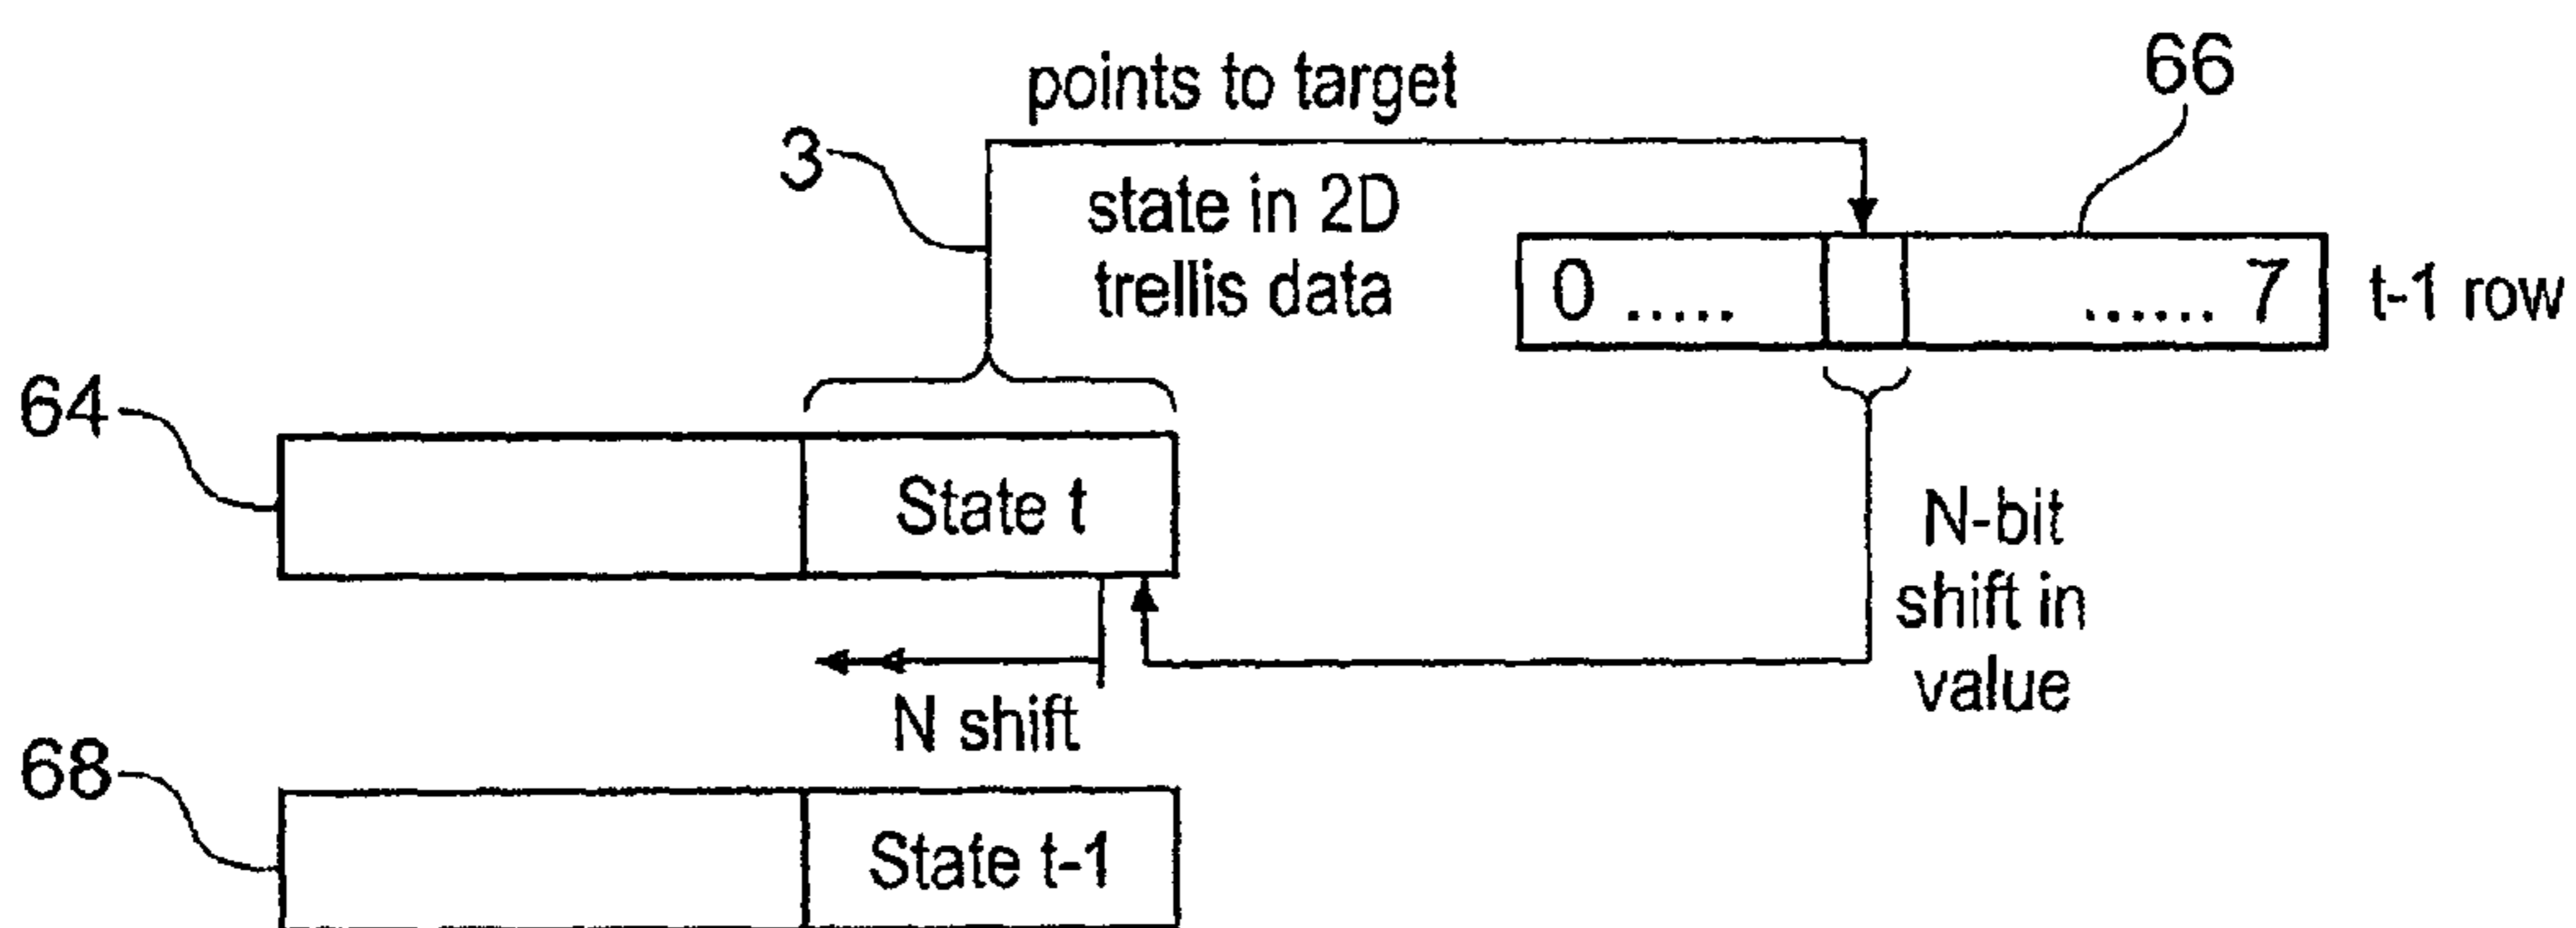 points to target
66
3
state in 2D
trellis data
0 ..... ...... 7 t-1 row
64
State t
N-bit
shift in
value
N shift
68
State t-1